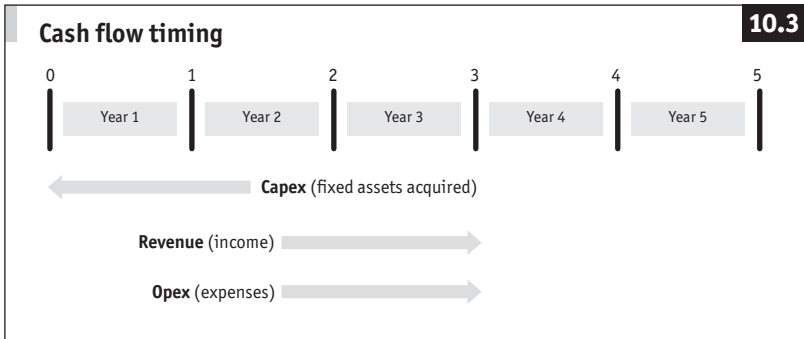 Cash flow timing
10.3
0 1 2 3 4 5
Year 1 Year 2 Year 3 Year 4 Year 5
Capex (fixed assets acquired)
Revenue (income)
Opex (expenses)